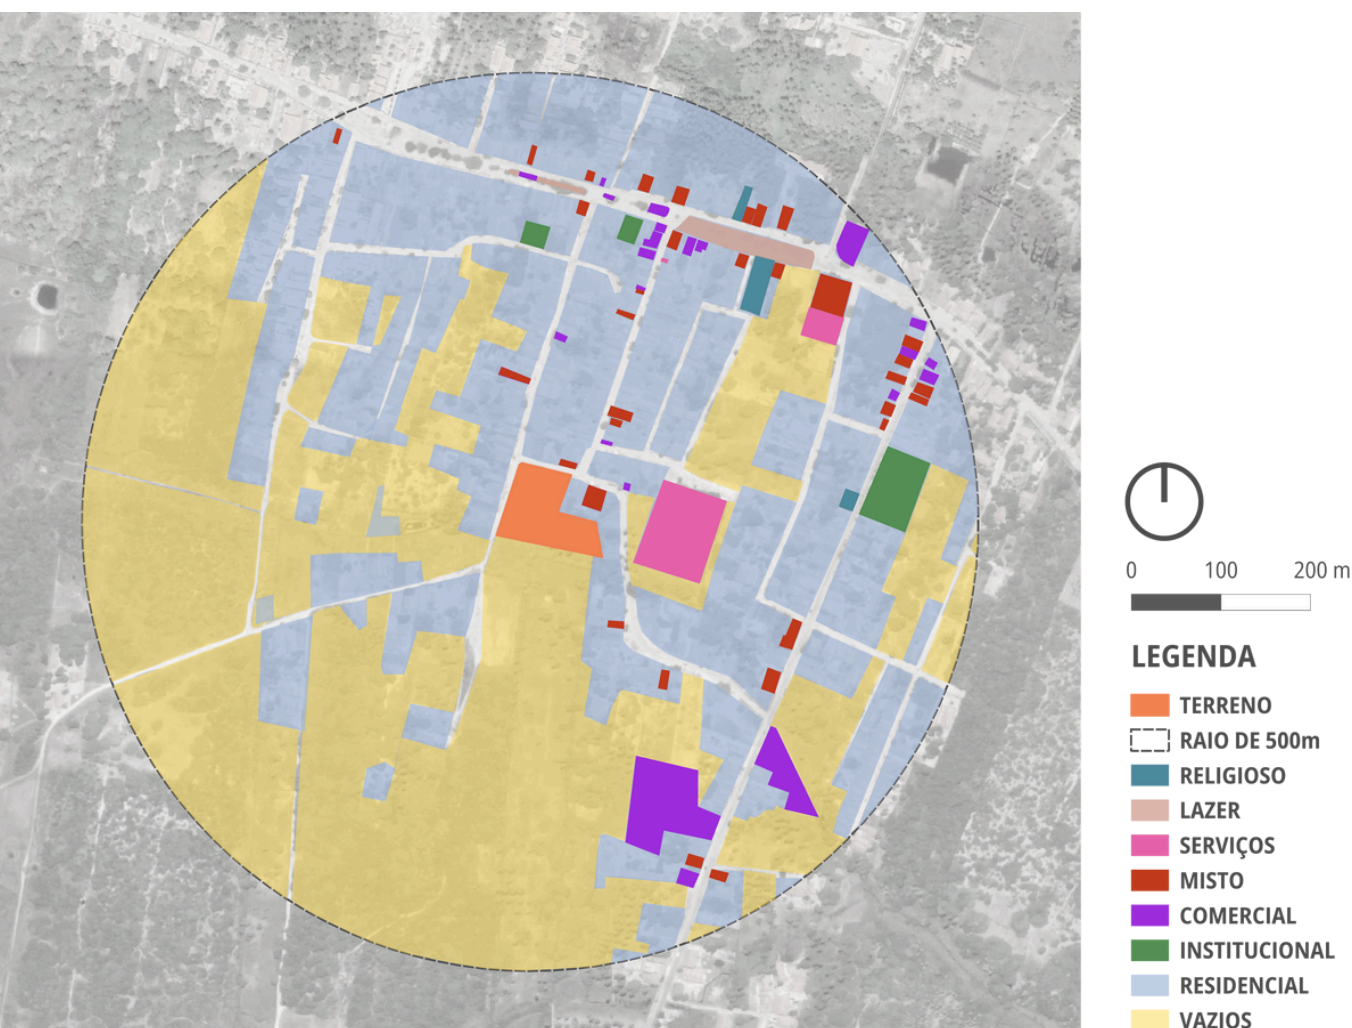 0 100 200 m
LEGENDA
TERRENO
RAIO DE 500m
RELIGIOSO
LAZER
SERVIÇOS
MISTO
COMERCIAL
INSTITUCIONAL
RESIDENCIAL
VAZIOS